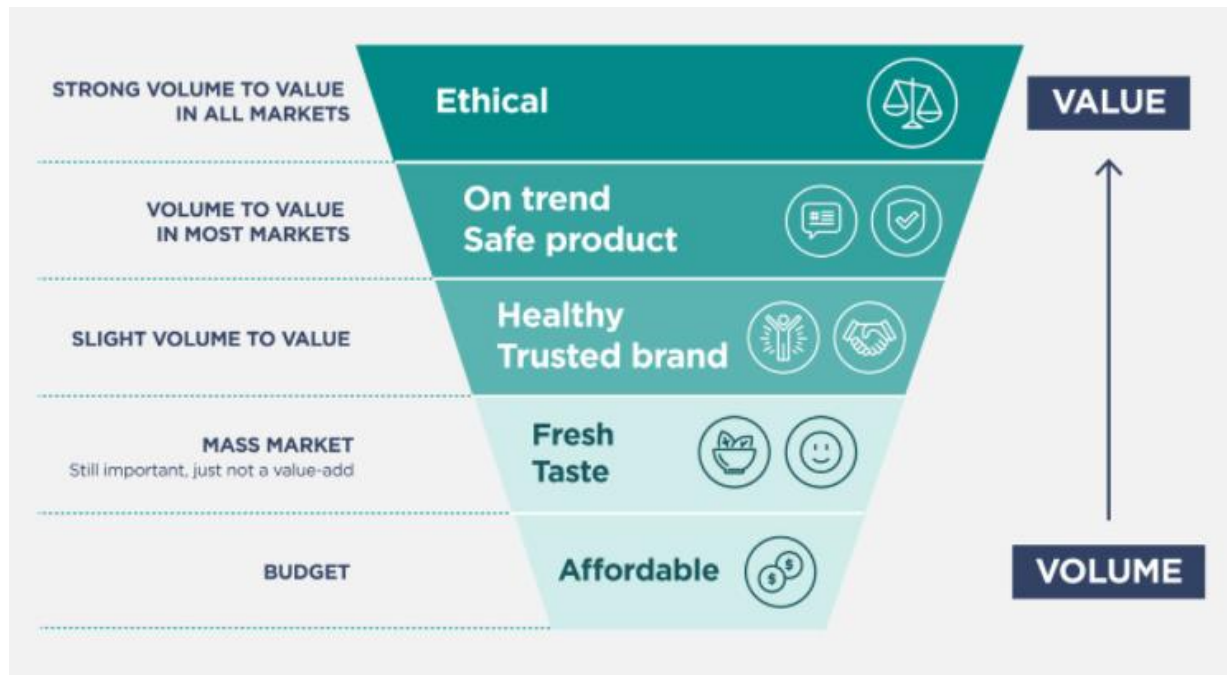 STRONG VOLUME TO VALUE
IN ALL MARKETS
Ethical
VALUE
VOLUME TO VALUE
IN MOST MARKETS
On trend
Safe product
SLIGHT VOLUME TO VALUE
Healthy
Trusted brand
MASS MARKET
Still important, just not a value-add
Fresh
Taste
BUDGET
Affordable
$
$
VOLUME